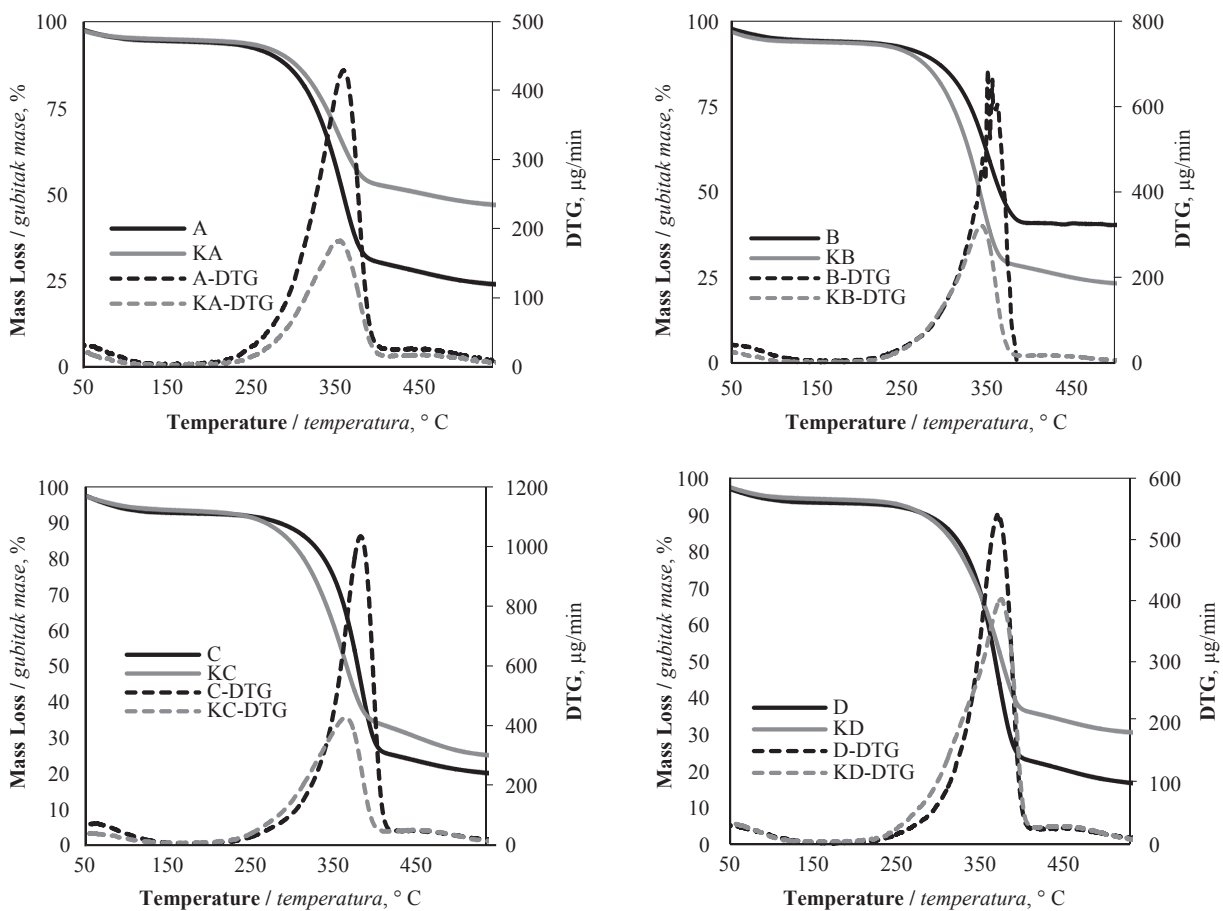 100
75
50
25
0
Mass Loss / gubitak mase, %
500
400
300
200
100
0
DTG, µg/min
A
KA
A-DTG
KA-DTG
50 150 250 350 450
Temperature / temperatura, ° C
100
75
50
25
0
Mass Loss / gubitak mase, %
800
600
400
200
0
DTG, µg/min
B
KB
B-DTG
KB-DTG
50 150 250 350 450
Temperature / temperatura, ° C
100
90
80
70
60
50
40
30
20
10
0
Mass Loss / gubitak mase, %
1200
1000
800
600
400
200
0
DTG, µg/min
C
KC
C-DTG
KC-DTG
50 150 250 350 450
Temperature / temperatura, ° C
100
90
80
70
60
50
40
30
20
10
0
Mass Loss / gubitak mase, %
600
500
400
300
200
100
0
DTG, µg/min
D
KD
D-DTG
KD-DTG
50 150 250 350 450
Temperature / temperatura, ° C